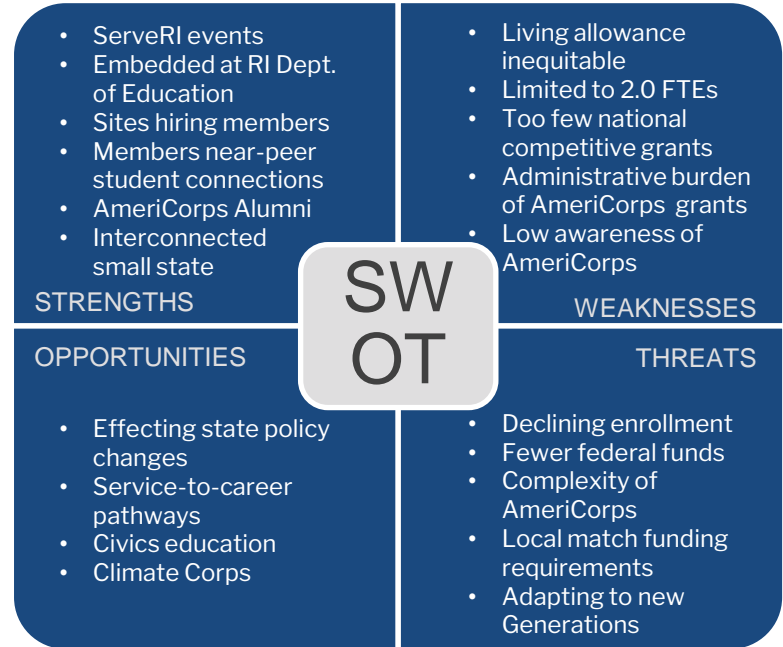 • ServeRI events
• Embedded at RI Dept.
of Education
• Sites hiring members
• Members near-peer
student connections
• AmeriCorps Alumni
• Interconnected
small state
STRENGTHS
• Living allowance
inequitable
• Limited to 2.0 FTEs
• Too few national
competitive grants
• Administrative burden
of AmeriCorps grants
• Low awareness of
AmeriCorps
WEAKNESSES
SW
OT
OPPORTUNITIES
• Effecting state policy
changes
• Service-to-career
pathways
• Civics education
• Climate Corps
THREATS
• Declining enrollment
• Fewer federal funds
• Complexity of
AmeriCorps
• Local match funding
requirements
• Adapting to new
Generations